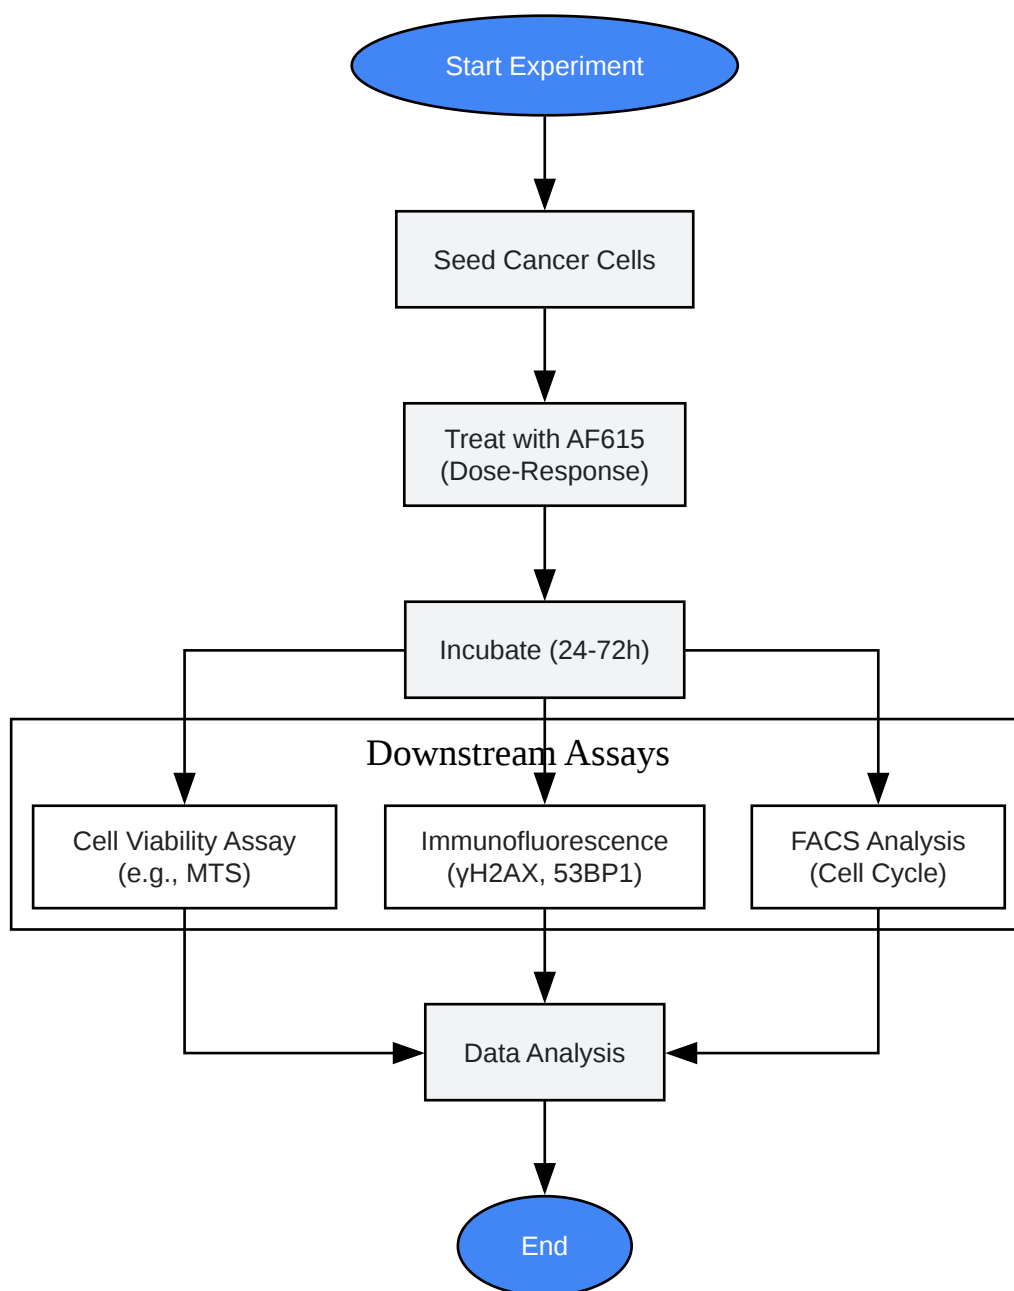 Start Experiment
Seed Cancer Cells
Treat with AF615
(Dose-Response)
Incubate (24-72h)
Downstream Assays
Cell Viability Assay
(e.g., MTS)
Immunofluorescence
(γH2AX, 53BP1)
FACS Analysis
(Cell Cycle)
Data Analysis
End